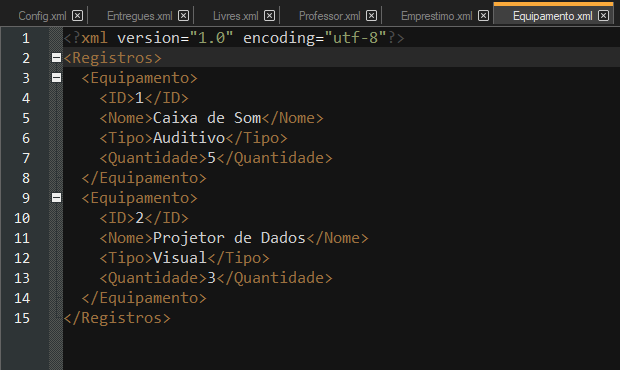 Config.xml Entregues.xml Livres.xml Professor.xml Emprestimo.xml Equipamento.xml
1 <?xml version="1.0" encoding="utf-8"?>
2 <Registros>
3 <Equipamento>
4 <ID>1</ID>
5 <Nome>Caixa de Som</Nome>
6 <Tipo>Auditivo</Tipo>
7 <Quantidade>5</Quantidade>
8 </Equipamento>
9 <Equipamento>
10 <ID>2</ID>
11 <Nome>Projetor de Dados</Nome>
12 <Tipo>Visual</Tipo>
13 <Quantidade>3</Quantidade>
14 </Equipamento>
15 </Registros>